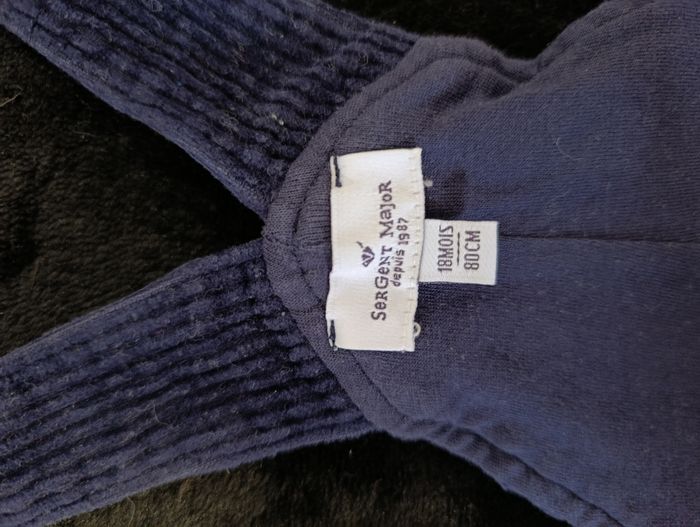 SerGent MajoR
depuis 1987
18MOIS
80CM